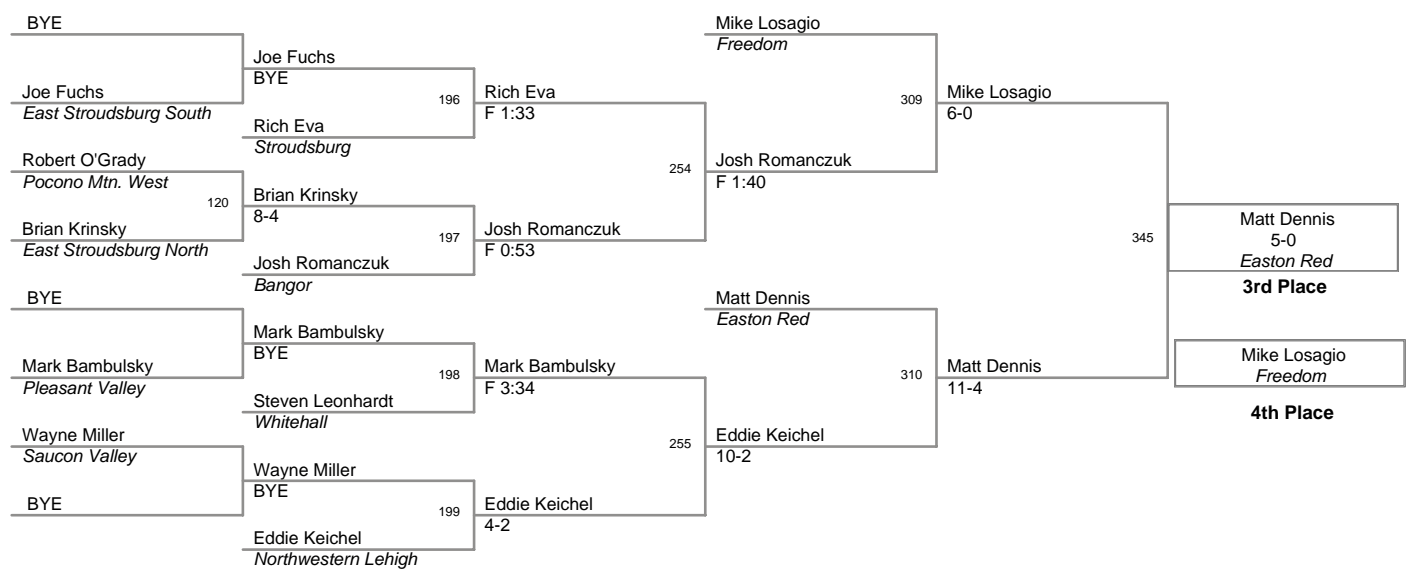 BYE
Joe Fuchs
East Stroudsburg South
Robert O'Grady
Pocono Mtn. West
120
Brian Krinsky
East Stroudsburg North
BYE
Mark Bambulsky
Pleasant Valley
Wayne Miller
Saucon Valley
BYE
Joe Fuchs
BYE
196
Rich Eva
Stroudsburg
Brian Krinsky
8-4
197
Josh Romanczuk
Bangor
Mark Bambulsky
BYE
198
Steven Leonhardt
Whitehall
Wayne Miller
BYE
199
Eddie Keichel
Northwestern Lehigh
Rich Eva
F 1:33
254
Josh Romanczuk
F 0:53
Mark Bambulsky
F 3:34
255
Eddie Keichel
4-2
Mike Losagio
Freedom
309
Josh Romanczuk
F 1:40
Matt Dennis
Easton Red
310
Eddie Keichel
10-2
Mike Losagio
6-0
345
Matt Dennis
11-4
Matt Dennis
5-0
Easton Red
3rd Place
Mike Losagio
Freedom
4th Place